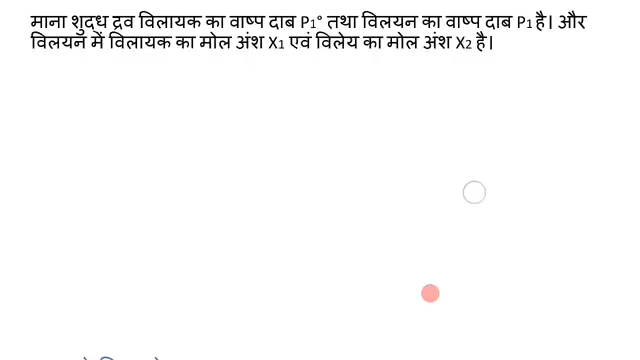 माना शुद्ध द्रव विलायक का वाष्प दाब P1° तथा विलयन का वाष्प दाब P1 है। और
विलयन में विलायक का मोल अंश X1 एवं विलेय का मोल अंश X2 है।